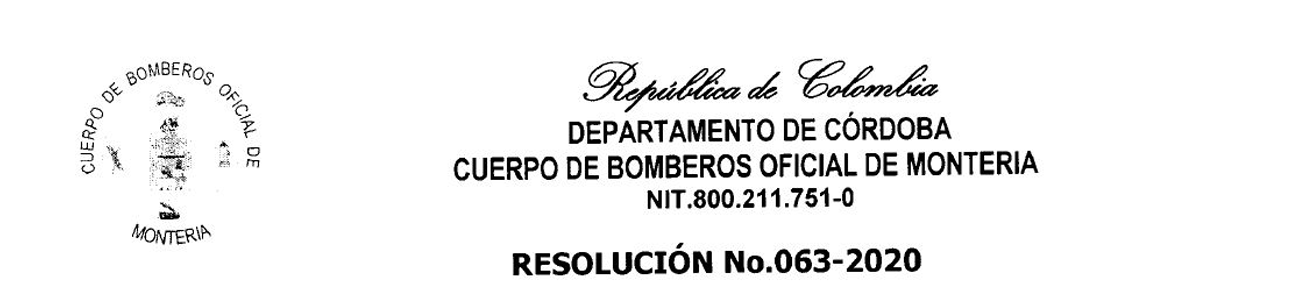 CUERPO DE BOMBEROS OFICIAL DE
MONTERIA
República de Colombia
DEPARTAMENTO DE CÓRDOBA
CUERPO DE BOMBEROS OFICIAL DE MONTERIA
NIT.800.211.751-0
RESOLUCIÓN No.063-2020